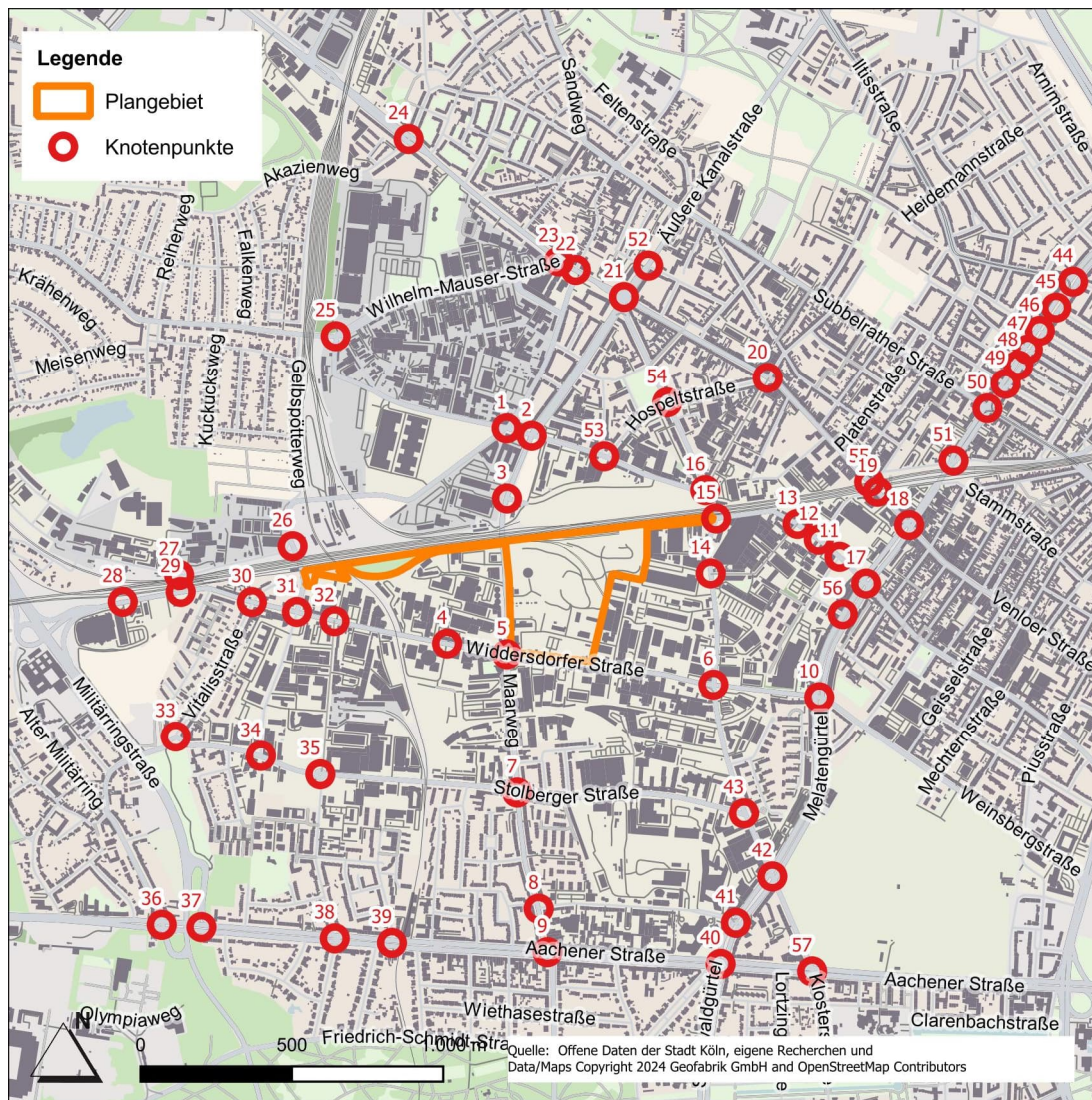 Legende
Plangebiet
Knotenpunkte
24
Akazienweg
Sandweg
Feltenstraße
Iltisstraße
Arnimstraße
Heidemannstraße
Äußere Kanalstraße
Reiherweg
Falkenweg
Krähenweg
Meisenweg
Kuckucksweg
Gelbspötterweg
Wilhelm-Mauser-Straße
23
22
52
21
44
45
46
47
48
49
50
25
Subbelrather Straße
20
54
Hospeltstraße
Platenstraße
1
2
53
3
51
55
19
18
16
15
13
12
11
17
14
56
Stammstraße
Venloer Straße
26
27
29
28
30
31
32
4
5
Widdersdorfer Straße
6
10
Geisselstraße
Mechternstraße
Piusstraße
Weinsbergstraße
Vitalisstraße
Militärringstraße
Alter Militärring
Maarweg
Melatengürtel
33
34
35
7
Stolberger Straße
43
42
36
37
38
39
8
9
41
40
57
Aachener Straße
Aachener Straße
Clarenbachstraße
Olympiaweg
Wiethasestraße
Friedrich-Schmidt-Stra
waldgürtel
Lortzing
Klosters
N
0
500
1.000 m
Quelle: Offene Daten der Stadt Köln, eigene Recherchen und
Data/Maps Copyright 2024 Geofabrik GmbH and OpenStreetMap Contributors